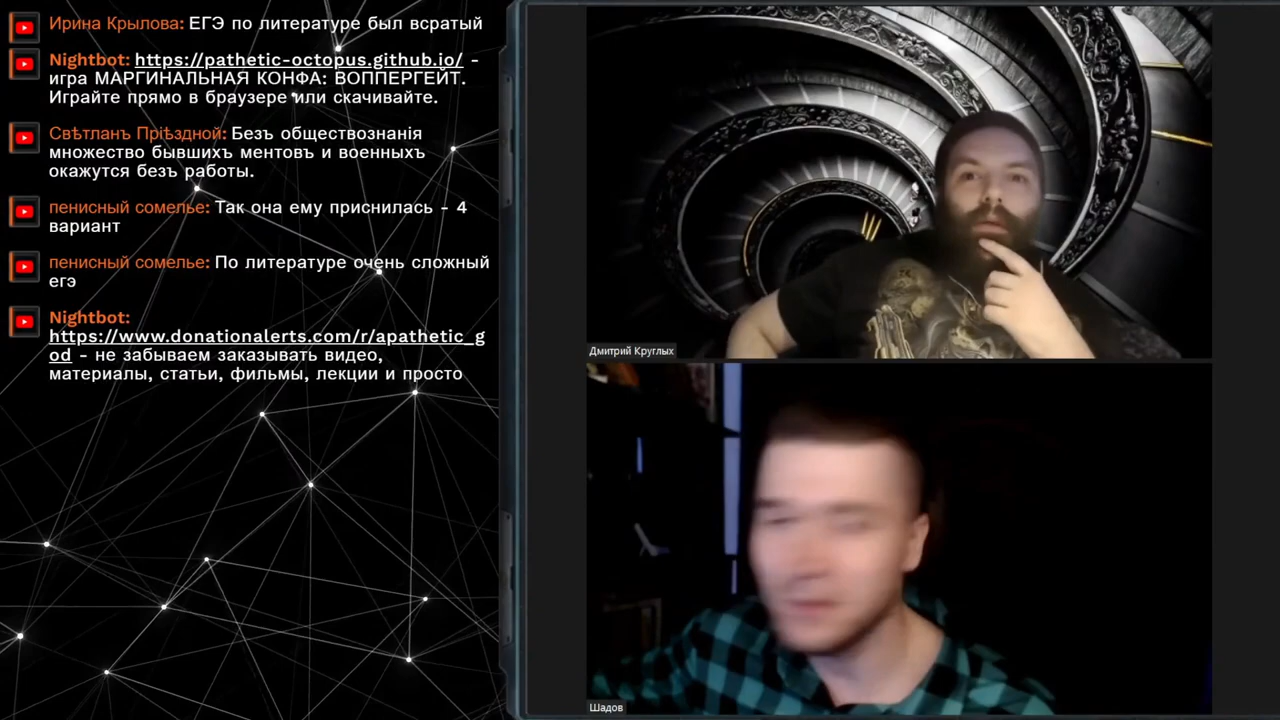 Ирина Крылова: ЕГЭ по литературе был всратый
Nightbot: https://pathetic-octopus.github.io/ -
игра МАРГИНАЛЬНАЯ КОНФА: ВОППЕРГЕЙТ.
Играйте прямо в браузере или скачивайте.
Свѣтланъ Прiѣздной: Безъ обществознанiя
множество бывшихъ ментовъ и военныхъ
окажутся безъ работы.
пенисный сомелье: Так она ему приснилась - 4
вариант
пенисный сомелье: По литературе очень сложный
егэ
Nightbot:
https://www.donationalerts.com/r/apathetic_g
od - не забываем заказывать видео,
материалы, статьи, фильмы, лекции и просто
Дмитрий Круглых
Шадов